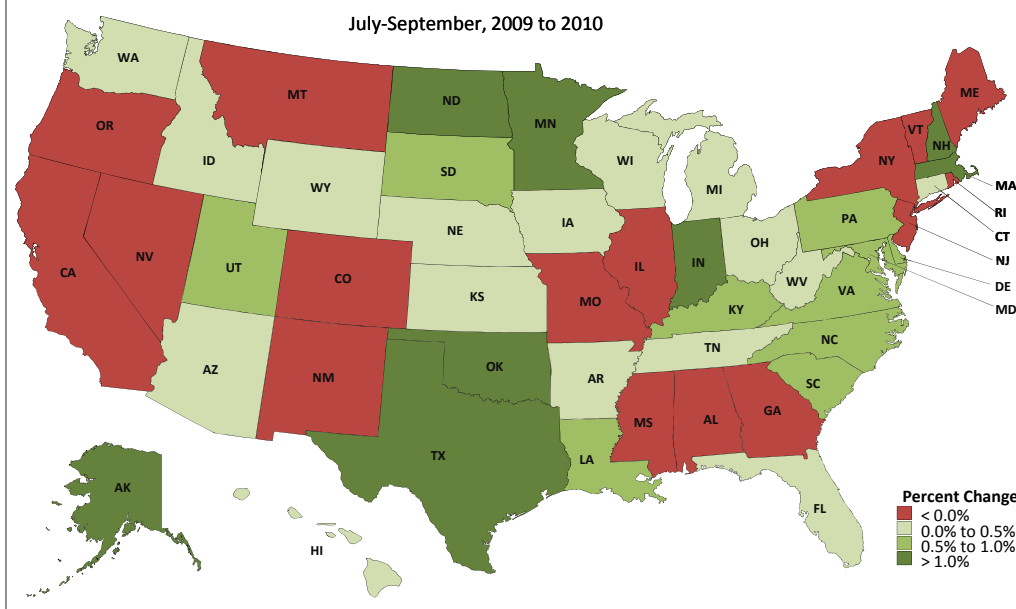 July-September, 2009 to 2010
WA
MT
ND
MN
ME
OR
ID
SD
WI
VT
NH
NY
WY
MI
MA
RI
IA
PA
CT
NE
OH
NJ
NV
UT
CO
IL
IN
WV
DE
CA
KS
MO
KY
VA
MD
NC
TN
AZ
NM
OK
AR
SC
MS
AL
GA
TX
LA
AK
FL
HI
Percent Change
< 0.0%
0.0% to 0.5%
0.5% to 1.0%
> 1.0%